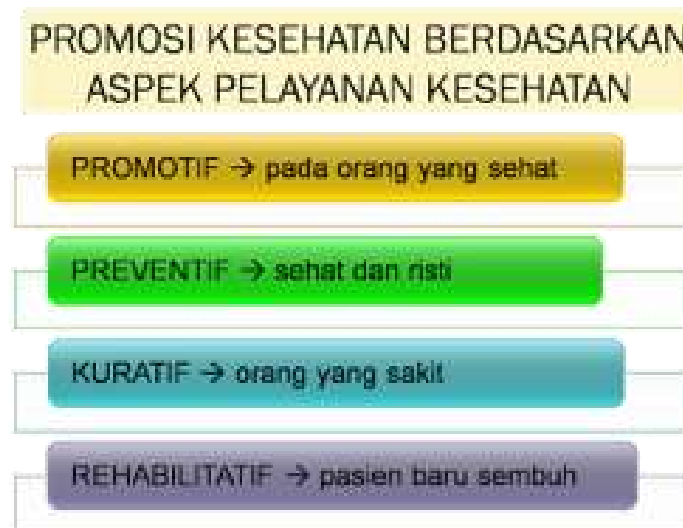 PROMOSI KESEHATAN BERDASARKAN
ASPEK PELAYANAN KESEHATAN
PROMOTIF → pada orang yang sehat
PREVENTIF → sehat dan risti
KURATIF → orang yang sakit
REHABILITATIF → pasien baru sembuh